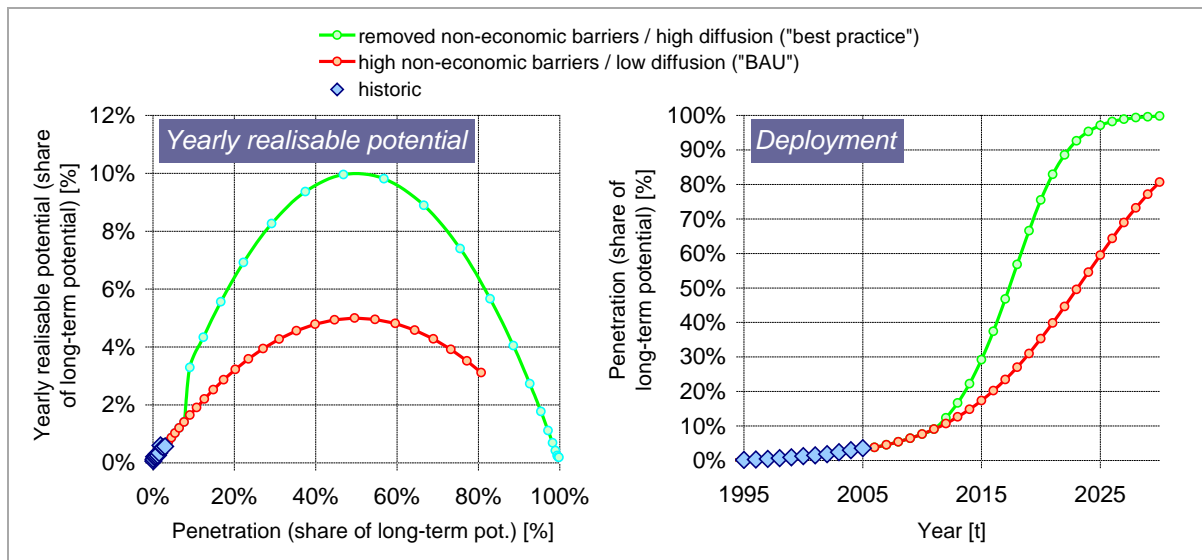 removed non-economic barriers / high diffusion ("best practice")
high non-economic barriers / low diffusion ("BAU")
historic
Yearly realisable potential
Yearly realisable potential (share
of long-term potential) [%]
12%
10%
8%
6%
4%
2%
0%
0%
20%
40%
60%
80%
100%
Penetration (share of long-term pot.) [%]
Deployment
Penetration (share of
long-term potential) [%]
100%
90%
80%
70%
60%
50%
40%
30%
20%
10%
0%
1995
2005
2015
2025
Year [t]